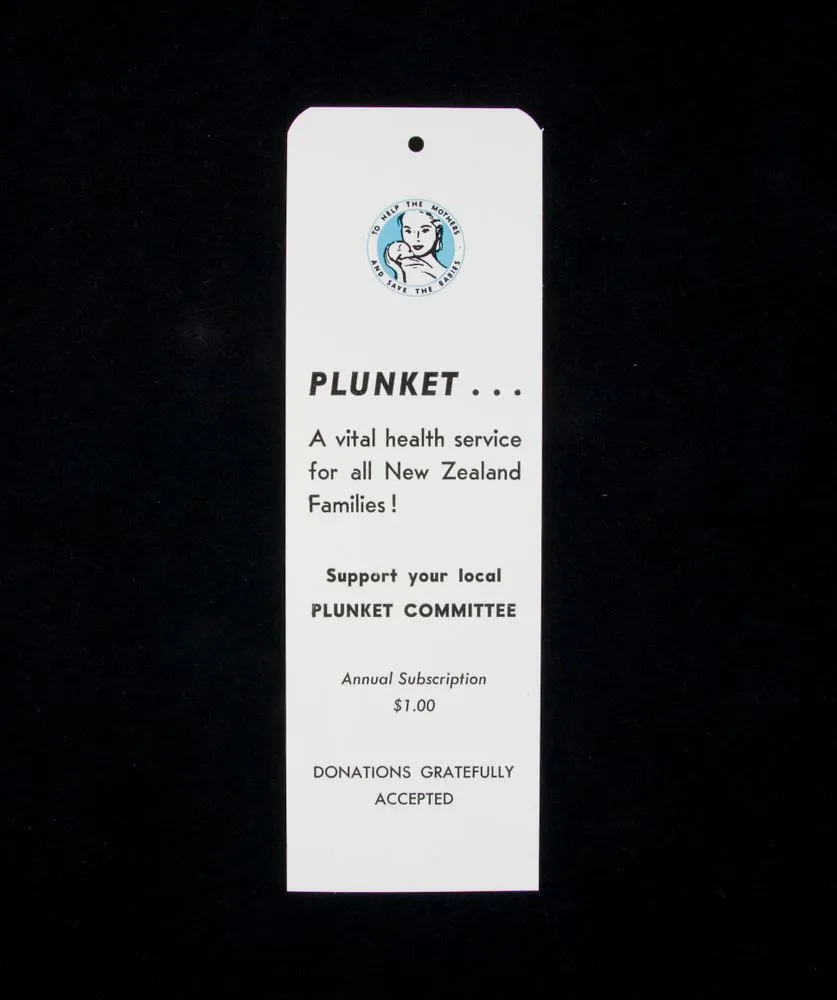 TO HELP THE MOTHERS
AND SAVE THE BABIES
PLUNKET . . .
A vital health service
for all New Zealand
Families !
Support your local
PLUNKET COMMITTEE
Annual Subscription
$1.00
DONATIONS GRATEFULLY
ACCEPTED